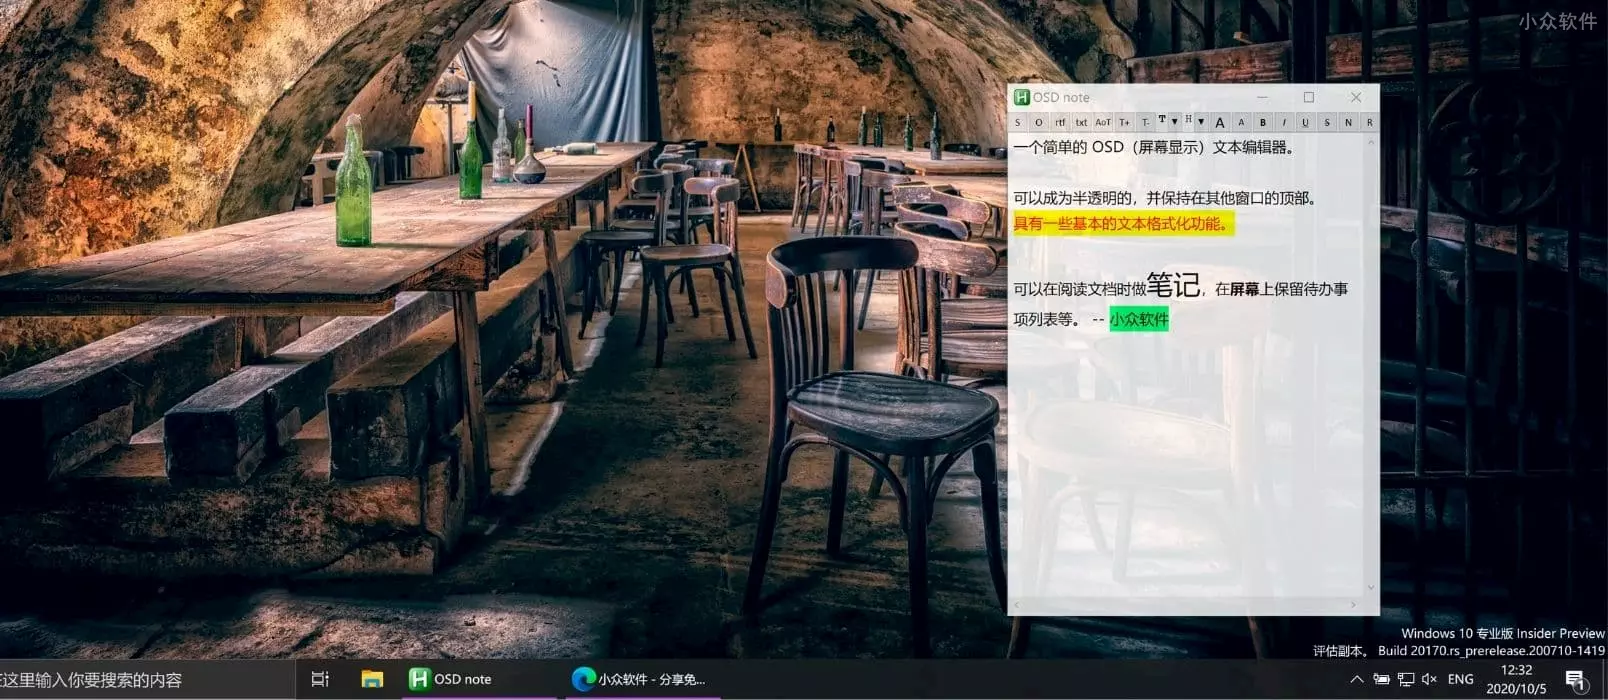 小众软件
OSD note
S O rtf txt AoT T+ T- T ▼ H ▼ A A B I U S N R
一个简单的 OSD（屏幕显示）文本编辑器。
可以成为半透明的，并保持在其他窗口的顶部。
具有一些基本的文本格式化功能。
可以在阅读文档时做笔记，在屏幕上保留待办事
项列表等。 -- 小众软件
Windows 10 专业版 Insider Preview
评估副本。 Build 20170.rs_prerelease.200710-1419
在这里输入你要搜索的内容
OSD note
小众软件 - 分享免...
ENG
12:32
2020/10/5
1